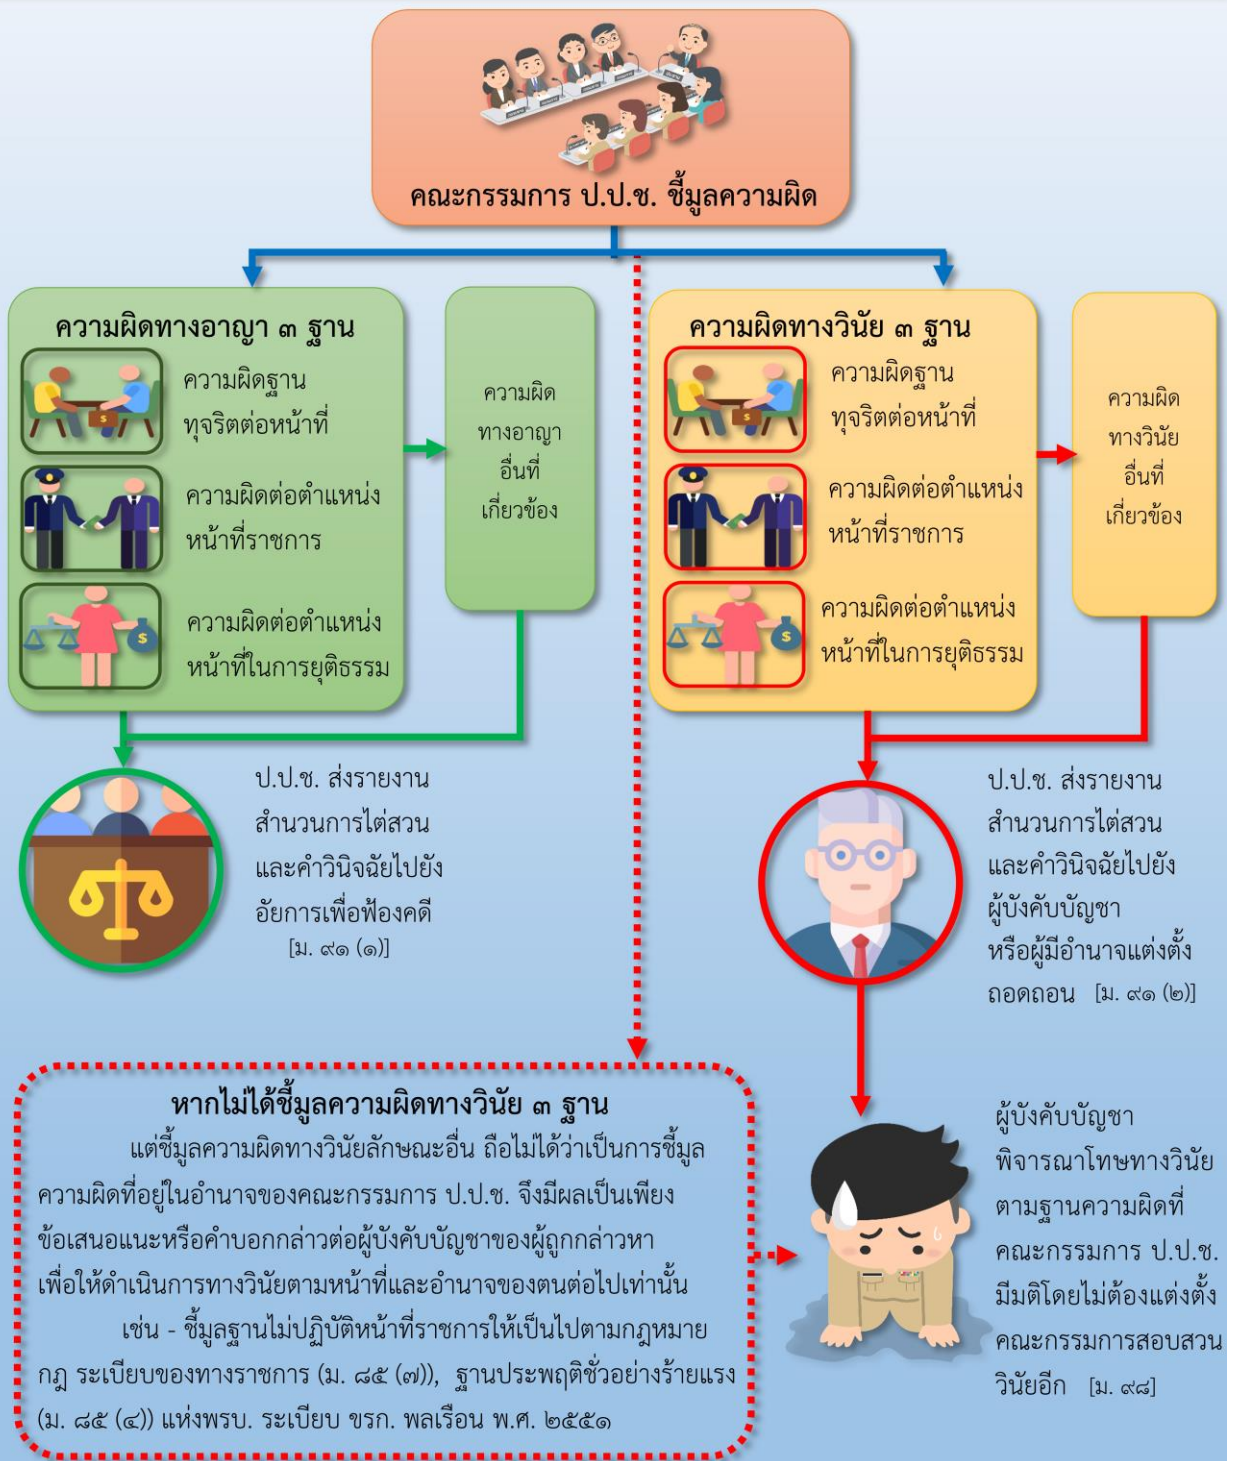 คณะกรรมการ ป.ป.ช. ชี้มูลความผิด
ความผิดทางอาญา ๓ ฐาน
ความผิดฐาน
ทุจริตต่อหน้าที่
ความผิดต่อตำแหน่ง
หน้าที่ราชการ
ความผิดต่อตำแหน่ง
หน้าที่ในการยุติธรรม
ความผิด
ทางอาญา
อื่นที่
เกี่ยวข้อง
ความผิดทางวินัย ๓ ฐาน
ความผิดฐาน
ทุจริตต่อหน้าที่
ความผิดต่อตำแหน่ง
หน้าที่ราชการ
ความผิดต่อตำแหน่ง
หน้าที่ในการยุติธรรม
ความผิด
ทางวินัย
อื่นที่
เกี่ยวข้อง
ป.ป.ช. ส่งรายงาน
สำนวนการไต่สวน
และคำวินิจฉัยไปยัง
อัยการเพื่อฟ้องคดี
[ม. ๙๑ (๑)]
ป.ป.ช. ส่งรายงาน
สำนวนการไต่สวน
และคำวินิจฉัยไปยัง
ผู้บังคับบัญชา
หรือผู้มีอำนาจแต่งตั้ง
ถอดถอน [ม. ๙๑ (๒)]
หากไม่ได้ชี้มูลความผิดทางวินัย ๓ ฐาน
แต่ชี้มูลความผิดทางวินัยลักษณะอื่น ถือไม่ได้ว่าเป็นการชี้มูล
ความผิดที่อยู่ในอำนาจของคณะกรรมการ ป.ป.ช. จึงมีผลเป็นเพียง
ข้อเสนอแนะหรือคำบอกกล่าวต่อผู้บังคับบัญชาของผู้ถูกกล่าวหา
เพื่อให้ดำเนินการทางวินัยตามหน้าที่และอำนาจของตนต่อไปเท่านั้น
เช่น - ชี้มูลฐานไม่ปฏิบัติหน้าที่ราชการให้เป็นไปตามกฎหมาย
กฎ ระเบียบของทางราชการ (ม. ๘๕ (๗)), ฐานประพฤติชั่วอย่างร้ายแรง
(ม. ๘๕ (๔)) แห่งพรบ. ระเบียบ ขรก. พลเรือน พ.ศ. ๒๕๕๑
ผู้บังคับบัญชา
พิจารณาโทษทางวินัย
ตามฐานความผิดที่
คณะกรรมการ ป.ป.ช.
มีมติโดยไม่ต้องแต่งตั้ง
คณะกรรมการสอบสวน
วินัยอีก [ม. ๙๘]